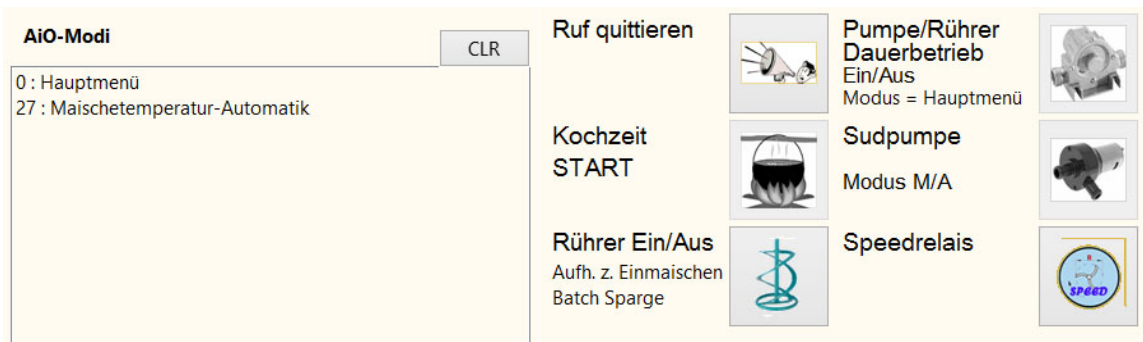 AiO-Modi
CLR
0 : Hauptmenü
27 : Maischetemperatur-Automatik
Ruf quittieren
Kochzeit
START
Rührer Ein/Aus
Aufh. z. Einmaischen
Batch Sparge
Pumpe/Rührer
Dauerbetrieb
Ein/Aus
Modus = Hauptmenü
Sudpumpe
Modus M/A
Speedrelais
R
SPEED